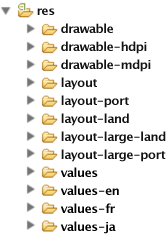 res
drawable
drawable-hdpi
drawable-mdpi
layout
layout-port
layout-land
layout-large-land
layout-large-port
values
values-en
values-fr
values-ja